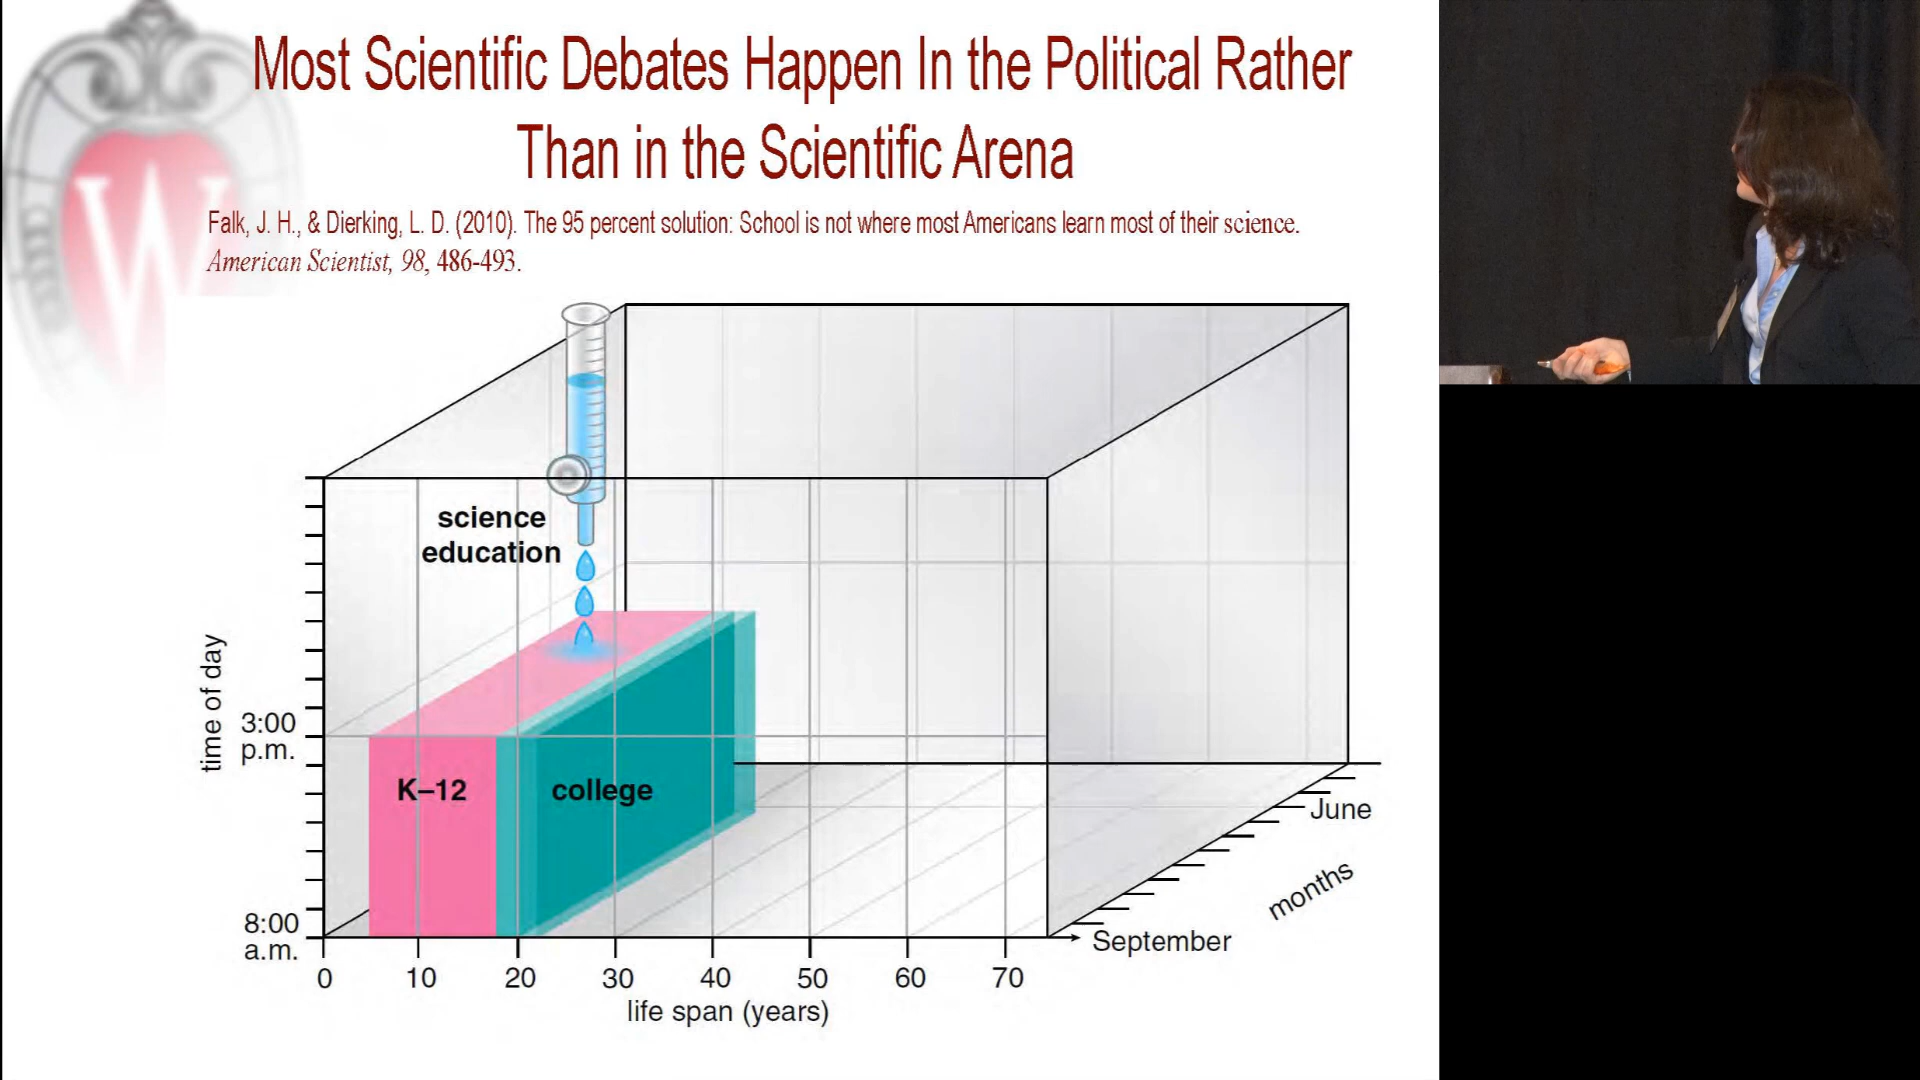 Most Scientific Debates Happen In the Political Rather
Than in the Scientific Arena
Falk, J. H., & Dierking, L. D. (2010). The 95 percent solution: School is not where most Americans learn most of their science.
American Scientist, 98, 486-493.
W
science
education
time of day
3:00
p.m.
K–12
college
8:00
a.m.
June
months
September
0 10 20 30 40 50 60 70
life span (years)